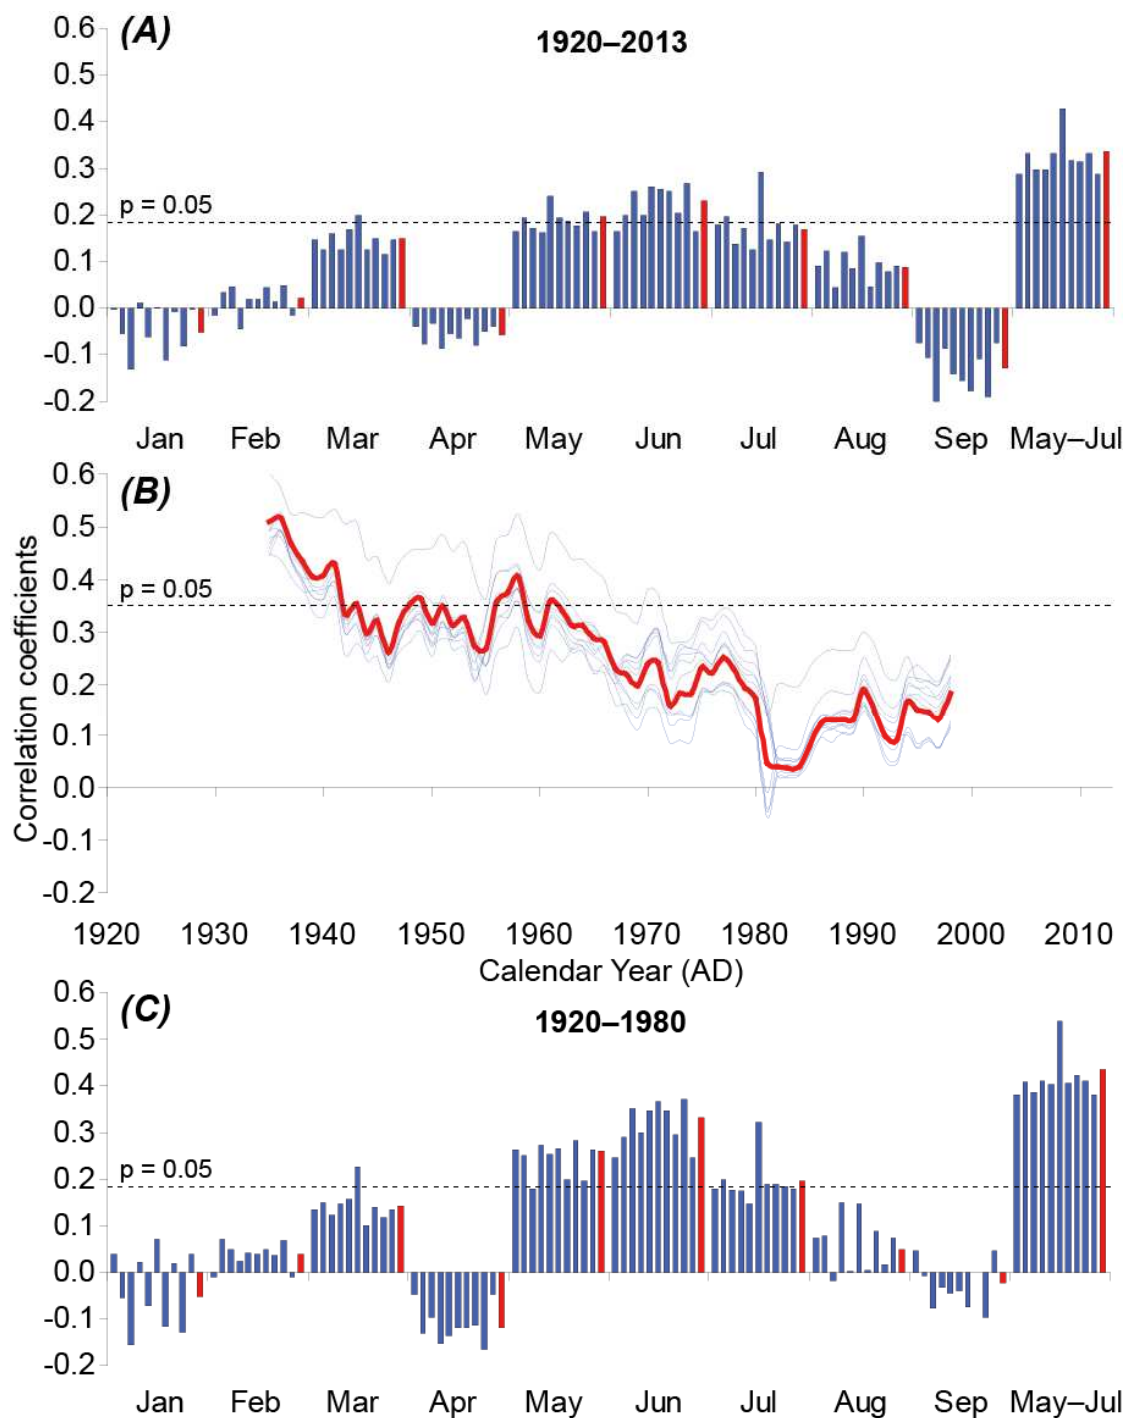 (A)
1920–2013
0.6
0.5
0.4
0.3
0.2
0.1
0.0
-0.1
-0.2
p = 0.05
Jan Feb Mar Apr May Jun Jul Aug Sep May–Jul
(B)
0.6
0.5
0.4
0.3
0.2
0.1
0.0
-0.1
-0.2
Correlation coefficients
p = 0.05
1920 1930 1940 1950 1960 1970 1980 1990 2000 2010
Calendar Year (AD)
(C)
1920–1980
0.6
0.5
0.4
0.3
0.2
0.1
0.0
-0.1
-0.2
p = 0.05
Jan Feb Mar Apr May Jun Jul Aug Sep May–Jul